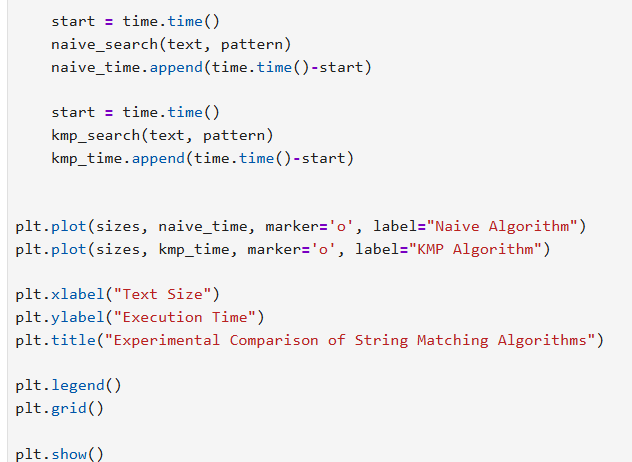 start = time.time()
naive_search(text, pattern)
naive_time.append(time.time()-start)
start = time.time()
kmp_search(text, pattern)
kmp_time.append(time.time()-start)
plt.plot(sizes, naive_time, marker='o', label="Naive Algorithm")
plt.plot(sizes, kmp_time, marker='o', label="KMP Algorithm")
plt.xlabel("Text Size")
plt.ylabel("Execution Time")
plt.title("Experimental Comparison of String Matching Algorithms")
plt.legend()
plt.grid()
plt.show()